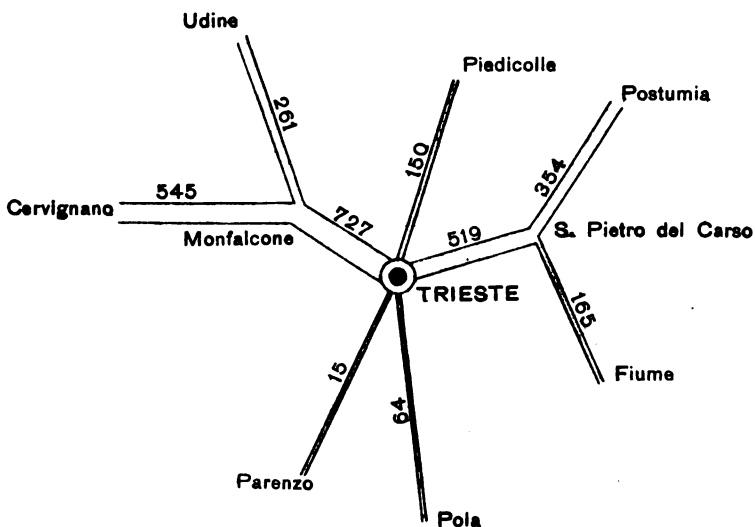 Udine
Piedicolle
Postumia
261
150
354
545
Cervignano
727
519
S. Pietro del Carso
Monfalcone
TRIESTE
165
15
64
Fiume
Parenzo
Pola